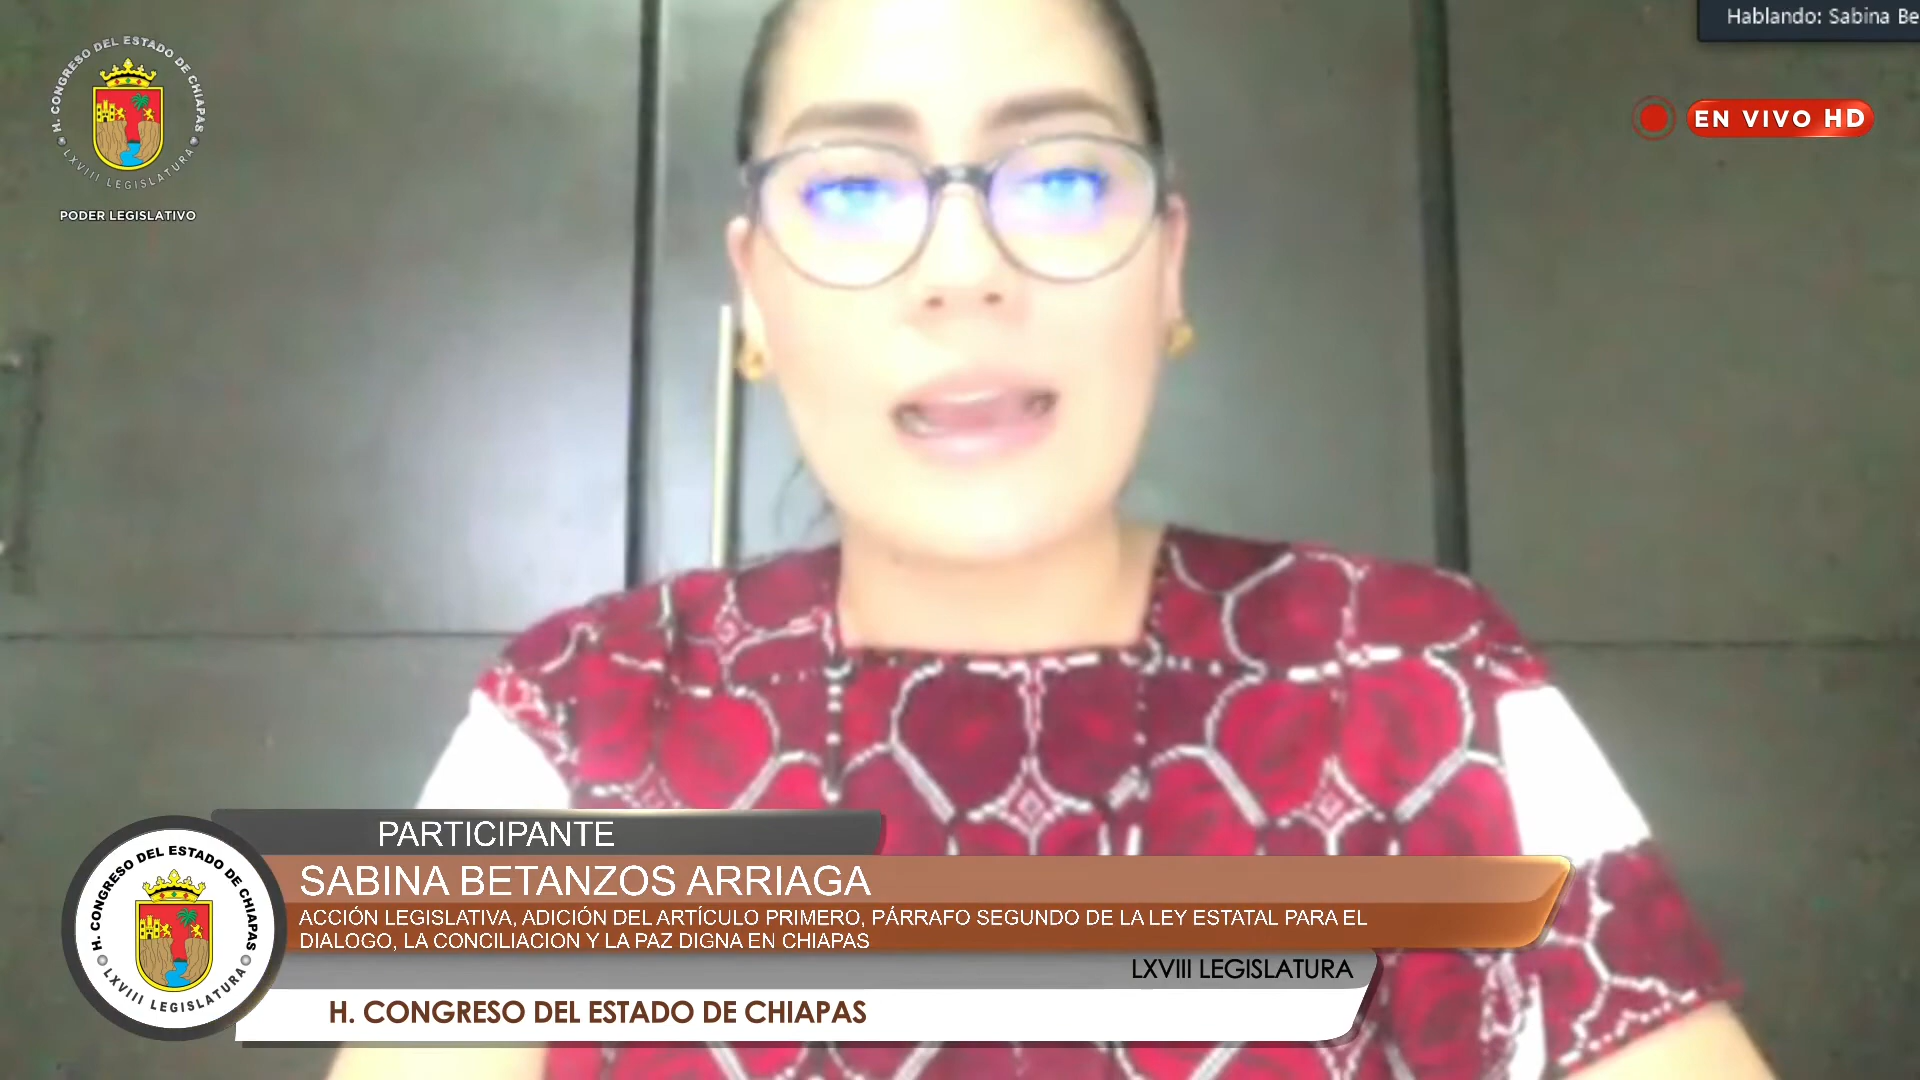 Hablando: Sabina Be
H. CONGRESO DEL ESTADO DE CHIAPAS
LXVIII LEGISLATURA
PODER LEGISLATIVO
EN VIVO HD
PARTICIPANTE
SABINA BETANZOS ARRIAGA
ACCIÓN LEGISLATIVA, ADICIÓN DEL ARTÍCULO PRIMERO, PÁRRAFO SEGUNDO DE LA LEY ESTATAL PARA EL
DIALOGO, LA CONCILIACION Y LA PAZ DIGNA EN CHIAPAS
LXVIII LEGISLATURA
H. CONGRESO DEL ESTADO DE CHIAPAS
H. CONGRESO DEL ESTADO DE CHIAPAS
LXVIII LEGISLATURA